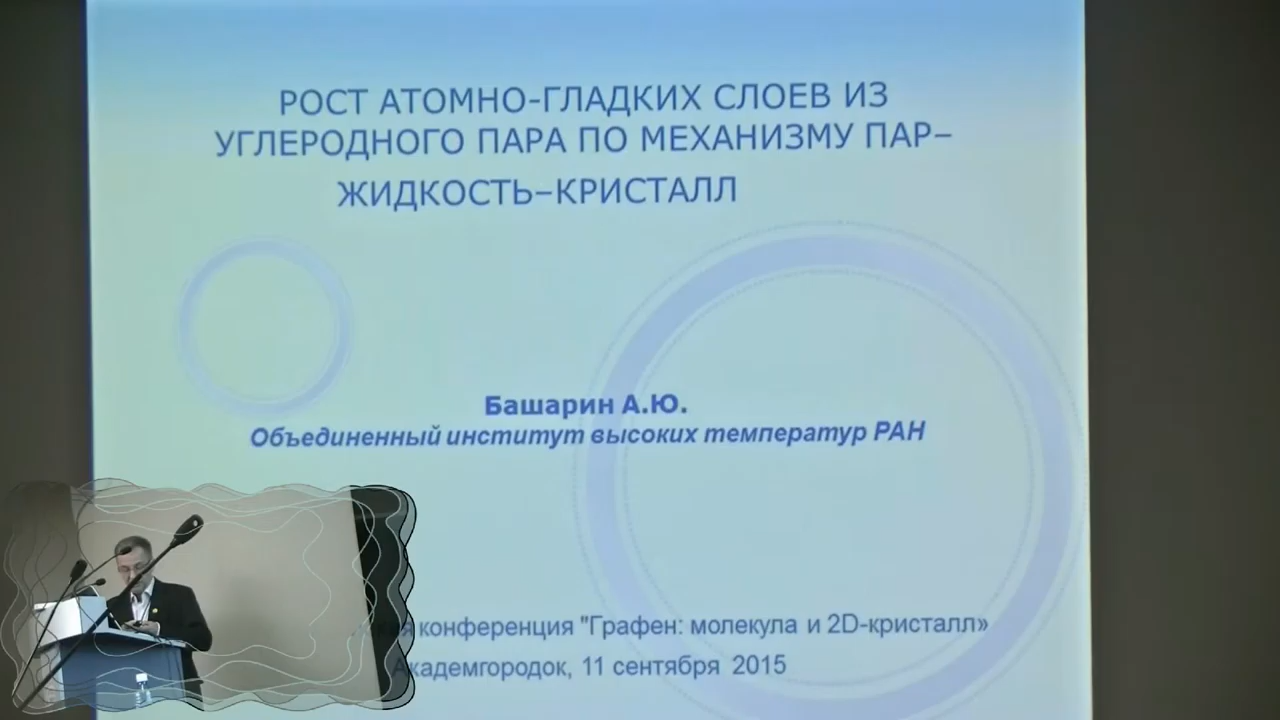 РОСТ АТОМНО-ГЛАДКИХ СЛОЕВ ИЗ
УГЛЕРОДНОГО ПАРА ПО МЕХАНИЗМУ ПАР–
ЖИДКОСТЬ–КРИСТАЛЛ
Башарин А.Ю.
Объединенный институт высоких температур РАН
конференция "Графен: молекула и 2D-кристалл»
Академгородок, 11 сентября 2015